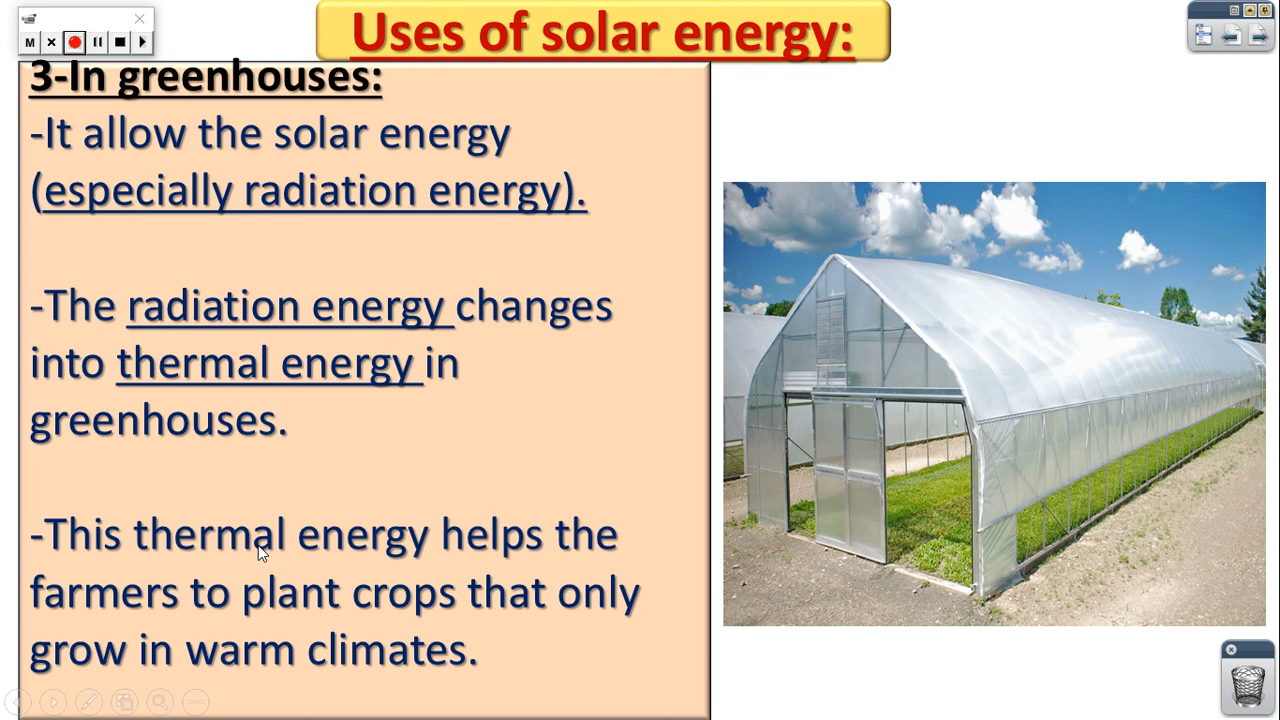 Uses of solar energy:
M
3-In greenhouses:
-It allow the solar energy
(especially radiation energy).
-The radiation energy changes
into thermal energy in
greenhouses.
-This thermal energy helps the
farmers to plant crops that only
grow in warm climates.